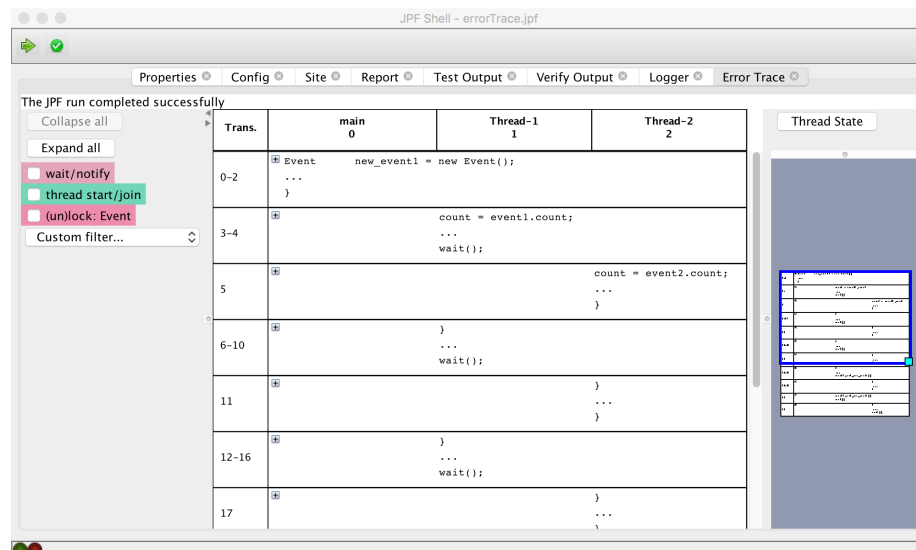 JPF Shell - errorTrace.jpf
Properties Config Site Report Test Output Verify Output Logger Error Trace
The JPF run completed successfully
Collapse all
Expand all
wait/notify
thread start/join
(un)lock: Event
Custom filter...
Trans. main Thread-1 Thread-2
0 1 2
Thread State
0-2 Event new_event1 = new Event();
...
}
3-4 count = event1.count;
...
wait();
5 count = event2.count;
...
}
6-10 }
...
wait();
11 }
...
}
12-16 }
...
wait();
17 }
...
}